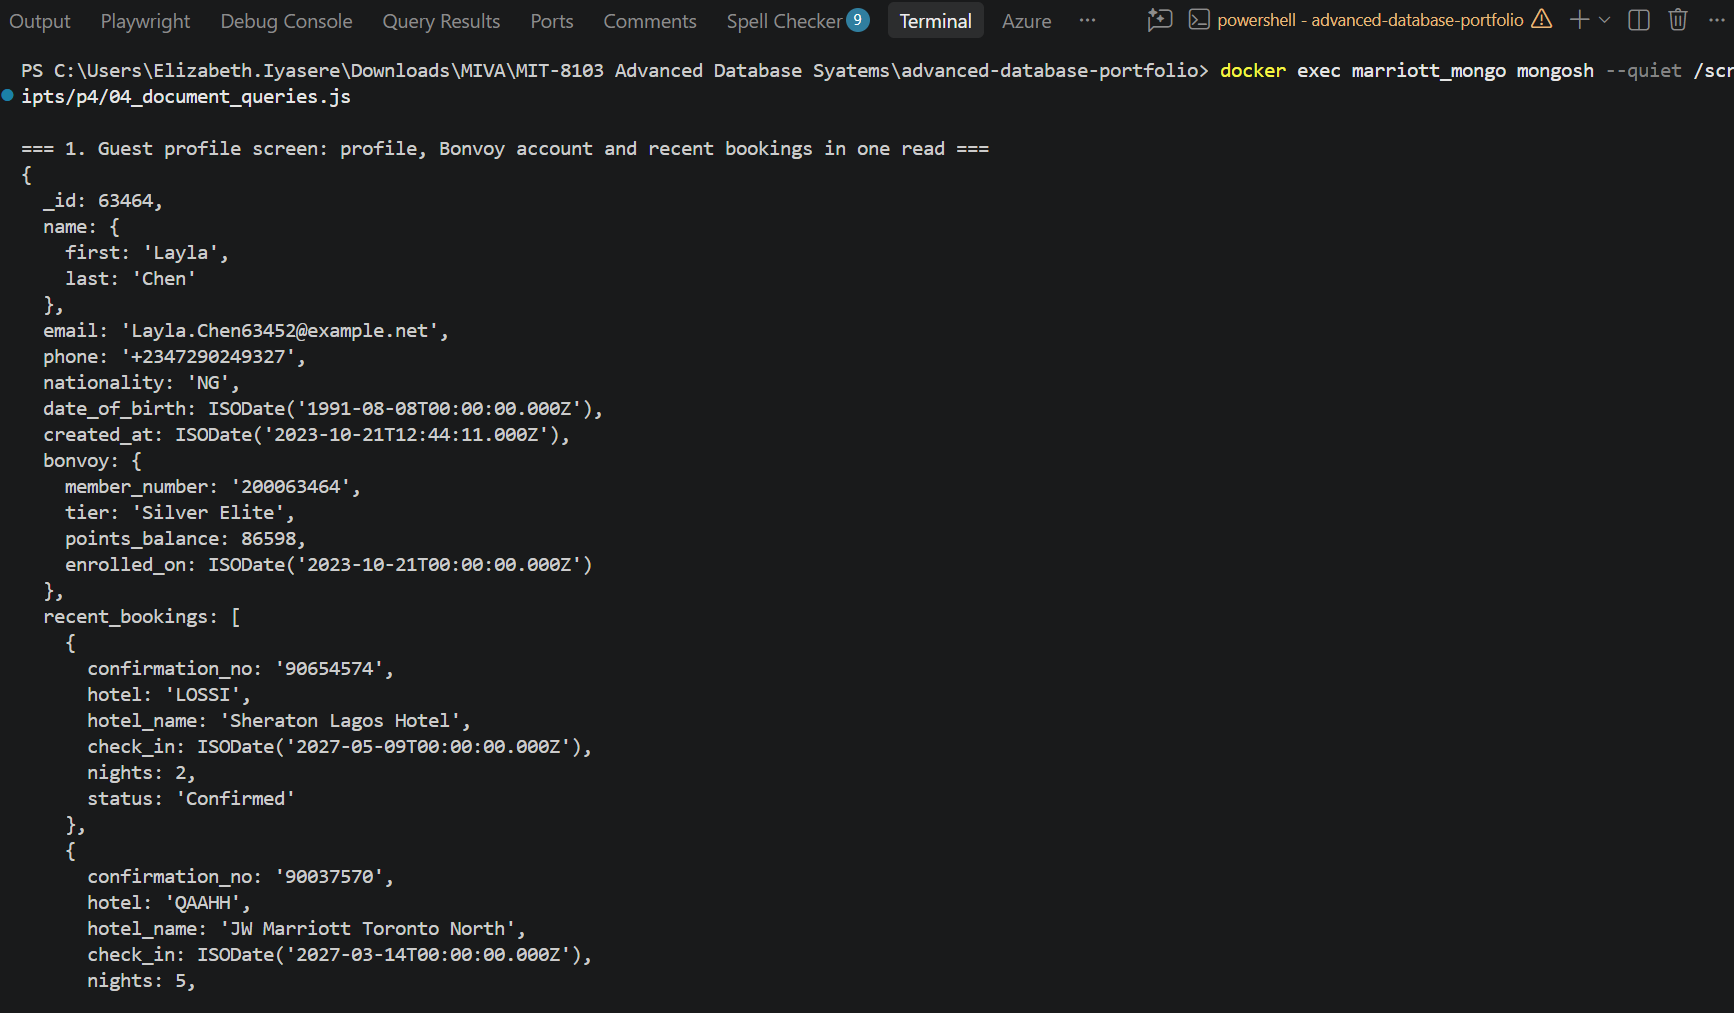 Output Playwright Debug Console Query Results Ports Comments Spell Checker 9 Terminal Azure ··· powershell - advanced-database-portfolio ···
PS C:\Users\Elizabeth.Iyasere\Downloads\MIVA\MIT-8103 Advanced Database Syatems\advanced-database-portfolio> docker exec marriott_mongo mongosh --quiet /scr
ipts/p4/04_document_queries.js
=== 1. Guest profile screen: profile, Bonvoy account and recent bookings in one read ===
{
  _id: 63464,
  name: {
    first: 'Layla',
    last: 'Chen'
  },
  email: 'Layla.Chen63452@example.net',
  phone: '+2347290249327',
  nationality: 'NG',
  date_of_birth: ISODate('1991-08-08T00:00:00.000Z'),
  created_at: ISODate('2023-10-21T12:44:11.000Z'),
  bonvoy: {
    member_number: '200063464',
    tier: 'Silver Elite',
    points_balance: 86598,
    enrolled_on: ISODate('2023-10-21T00:00:00.000Z')
  },
  recent_bookings: [
    {
      confirmation_no: '90654574',
      hotel: 'LOSSI',
      hotel_name: 'Sheraton Lagos Hotel',
      check_in: ISODate('2027-05-09T00:00:00.000Z'),
      nights: 2,
      status: 'Confirmed'
    },
    {
      confirmation_no: '90037570',
      hotel: 'QAAHH',
      hotel_name: 'JW Marriott Toronto North',
      check_in: ISODate('2027-03-14T00:00:00.000Z'),
      nights: 5,